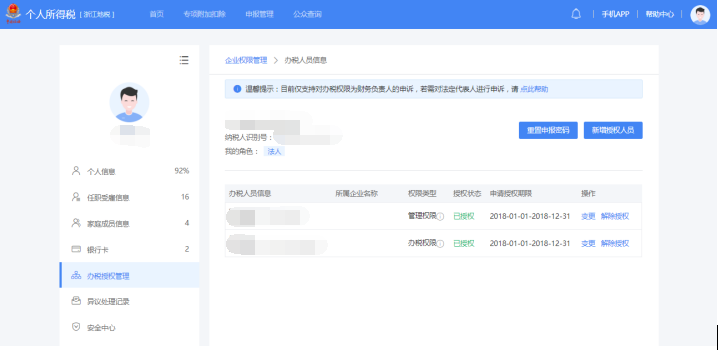 个人所得税 [浙江地税] 首页 专项附加扣除 申报管理 公众查询 手机APP 帮助中心
企业权限管理 > 办税人员信息
温馨提示：目前仅支持对办税权限为财务负责人的申诉，若需对法定代表人进行申诉，请 点此帮助
纳税人识别号：
我的角色： 法人
重置申报密码 新增授权人员
个人信息 92%
任职受雇信息 16
家庭成员信息 4
银行卡 2
办税授权管理
异议处理记录
安全中心
办税人员信息 所属企业名称 权限类型 授权状态 申请授权期限 操作
管理权限 已授权 2018-01-01-2018-12-31 变更 解除授权
办税权限 已授权 2018-01-01-2018-12-31 变更 解除授权